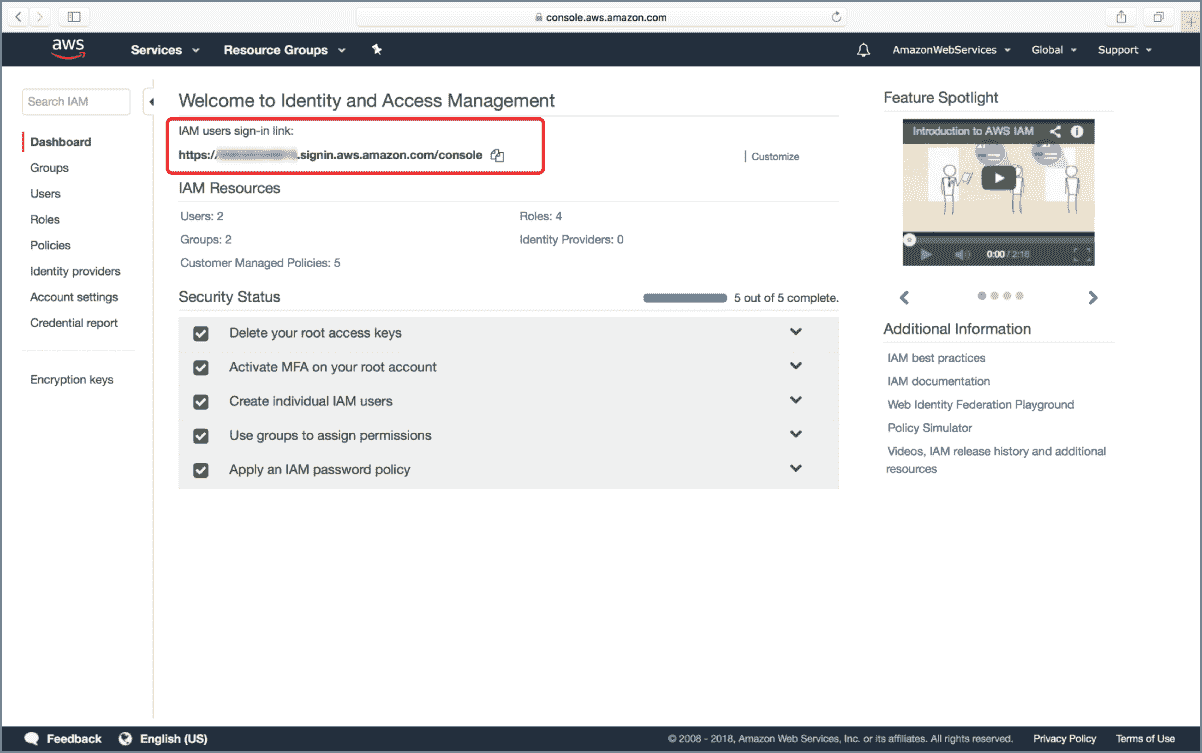 console.aws.amazon.com
aws
Services
Resource Groups
AmazonWebServices
Global
Support
Search IAM
Dashboard
Groups
Users
Roles
Policies
Identity providers
Account settings
Credential report
Encryption keys
Welcome to Identity and Access Management
IAM users sign-in link:
https://.signin.aws.amazon.com/console
| Customize
IAM Resources
Users: 2
Roles: 4
Groups: 2
Identity Providers: 0
Customer Managed Policies: 5
Security Status
5 out of 5 complete.
Delete your root access keys
Activate MFA on your root account
Create individual IAM users
Use groups to assign permissions
Apply an IAM password policy
Feature Spotlight
Introduction to AWS IAM
0:00 / 2:16
Additional Information
IAM best practices
IAM documentation
Web Identity Federation Playground
Policy Simulator
Videos, IAM release history and additional
resources
Feedback
English (US)
© 2008 - 2018, Amazon Web Services, Inc. or its affiliates. All rights reserved.
Privacy Policy
Terms of Use